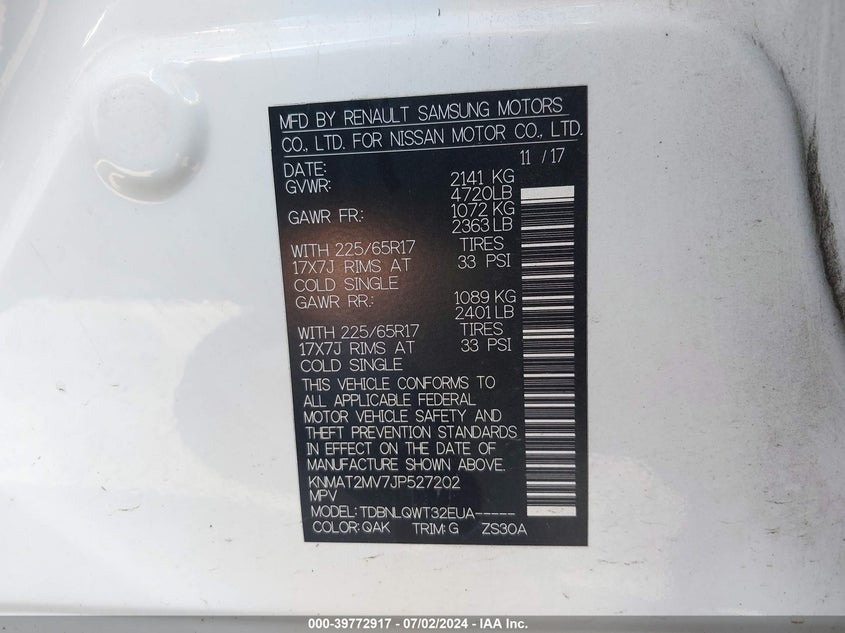 MFD BY RENAULT SAMSUNG MOTORS
CO., LTD. FOR NISSAN MOTOR CO., LTD.
DATE: 11 / 17
GVWR: 2141 KG
4720LB
GAWR FR.: 1072 KG
2363 LB
WITH 225/65R17 TIRES
17X7J RIMS AT 33 PSI
COLD SINGLE
GAWR RR.: 1089 KG
2401 LB
WITH 225/65R17 TIRES
17X7J RIMS AT 33 PSI
COLD SINGLE
THIS VEHICLE CONFORMS TO
ALL APPLICABLE FEDERAL
MOTOR VEHICLE SAFETY AND
THEFT PREVENTION STANDARDS
IN EFFECT ON THE DATE OF
MANUFACTURE SHOWN ABOVE.
KNMAT2MV7JP527202
MPV
MODEL: TDBNLQWT32EUA-----
COLOR: QAK TRIM: G ZS30A
000-39772917 - 07/02/2024 - IAA Inc.